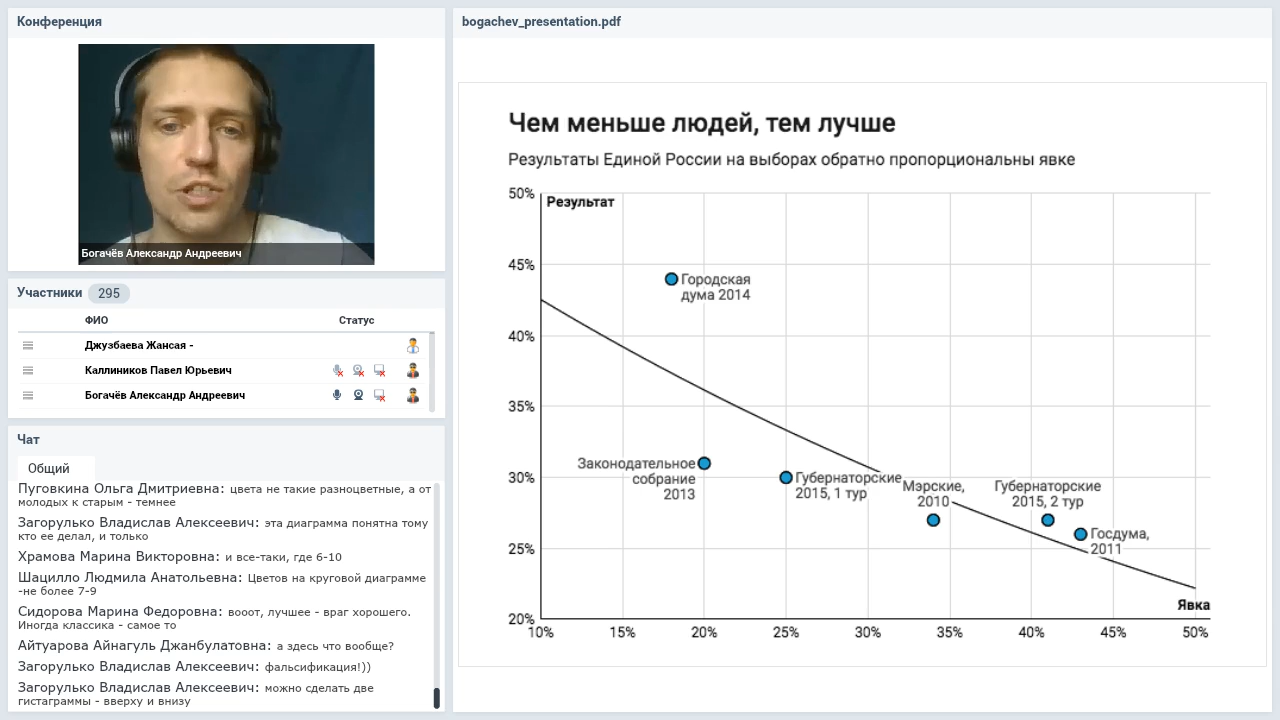 Конференция
Богачёв Александр Андреевич
Участники 295
ФИО Статус
Джузбаева Жансая -
Каллиников Павел Юрьевич
Богачёв Александр Андреевич
Чат
Общий
Пуговкина Ольга Дмитриевна: цвета не такие разноцветные, а от
молодых к старым - темнее
Загорулько Владислав Алексеевич: эта диаграмма понятна тому
кто ее делал, и только
Храмова Марина Викторовна: и все-таки, где 6-10
Шацилло Людмила Анатольевна: Цветов на круговой диаграмме
-не более 7-9
Сидорова Марина Федоровна: вооот, лучшее - враг хорошего.
Иногда классика - самое то
Айтуарова Айнагуль Джанбулатовна: а здесь что вообще?
Загорулько Владислав Алексеевич: фальсификация!))
Загорулько Владислав Алексеевич: можно сделать две
гистаграммы - вверху и внизу
bogachev_presentation.pdf
Чем меньше людей, тем лучше
Результаты Единой России на выборах обратно пропорциональны явке
50%
Результат
45%
Городская
дума 2014
40%
35%
Законодательное
собрание
2013
30%
Губернаторские
2015, 1 тур
Мэрские,
2010
Губернаторские
2015, 2 тур
Госдума,
2011
25%
Явка
20%
10% 15% 20% 25% 30% 35% 40% 45% 50%